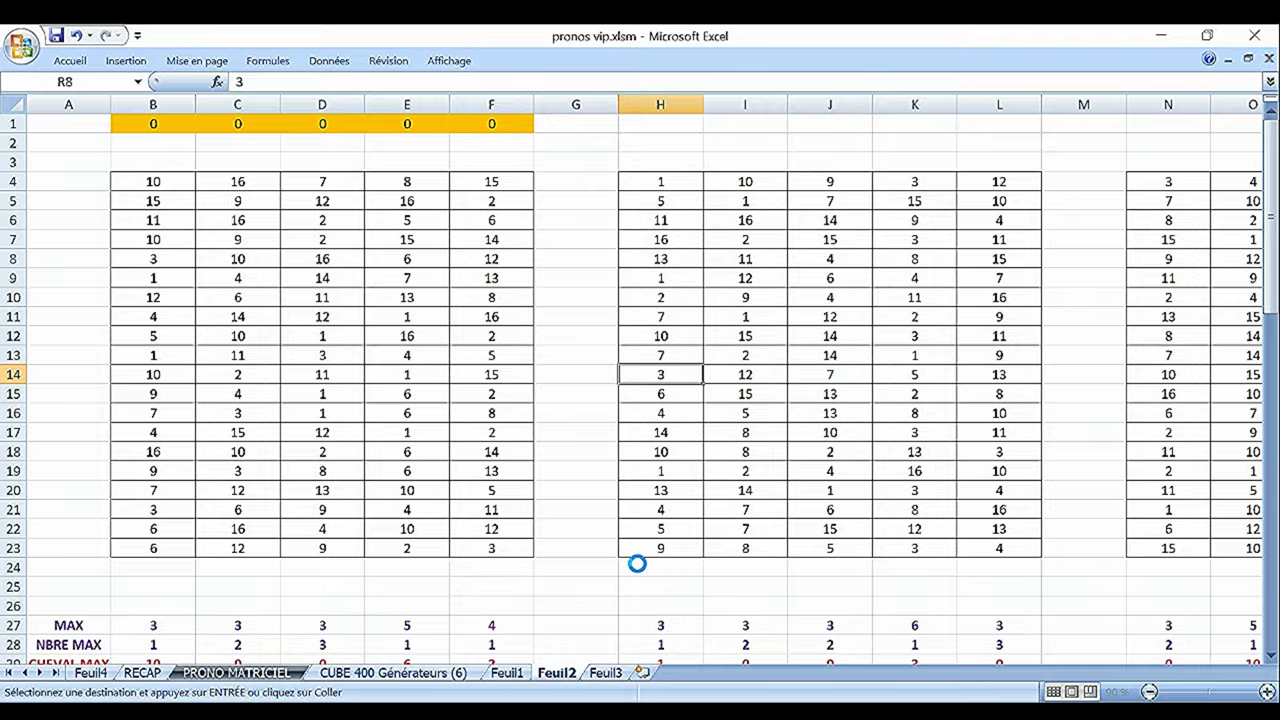 pronos vip.xlsm - Microsoft Excel
Accueil Insertion Mise en page Formules Données Révision Affichage
R8 fx 3
A B C D E F G H I J K L M N O
1 0 0 0 0 0
2
3
4 10 16 7 8 15 1 10 9 3 12 3 4
5 15 9 12 16 2 5 1 7 15 10 7 10
6 11 16 2 5 6 11 16 14 9 4 8 2
7 10 9 2 15 14 16 2 15 3 11 15 1
8 3 10 16 6 12 13 11 4 8 15 9 12
9 1 4 14 7 13 1 12 6 4 7 11 9
10 12 6 11 13 8 2 9 4 11 16 2 4
11 4 14 12 1 16 7 1 12 2 9 13 15
12 5 10 1 16 2 10 15 14 3 11 8 14
13 1 11 3 4 5 7 2 14 1 9 7 14
14 10 2 11 1 15 3 12 7 5 13 10 15
15 9 4 1 6 2 6 15 13 2 8 16 10
16 7 3 1 6 8 4 5 13 8 10 6 7
17 4 15 12 1 2 14 8 10 3 11 2 9
18 16 10 2 6 14 10 8 2 13 3 11 10
19 9 3 8 6 13 1 2 4 16 10 2 1
20 7 12 13 10 5 13 14 1 3 4 11 5
21 3 6 9 4 11 4 7 6 8 16 1 10
22 6 16 4 10 12 5 7 15 12 13 6 12
23 6 12 9 2 3 9 8 5 3 4 15 10
24
25
26
27 MAX 3 3 3 5 4 3 3 3 6 3 3 5
28 NBRE MAX 1 2 3 1 1 1 2 2 1 3 2 1
Feuil4 RECAP PRONO MATRICIEL CUBE 400 Générateurs (6) Feuil1 Feuil2 Feuil3
Sélectionnez une destination et appuyez sur ENTRÉE ou cliquez sur Coller 90 %